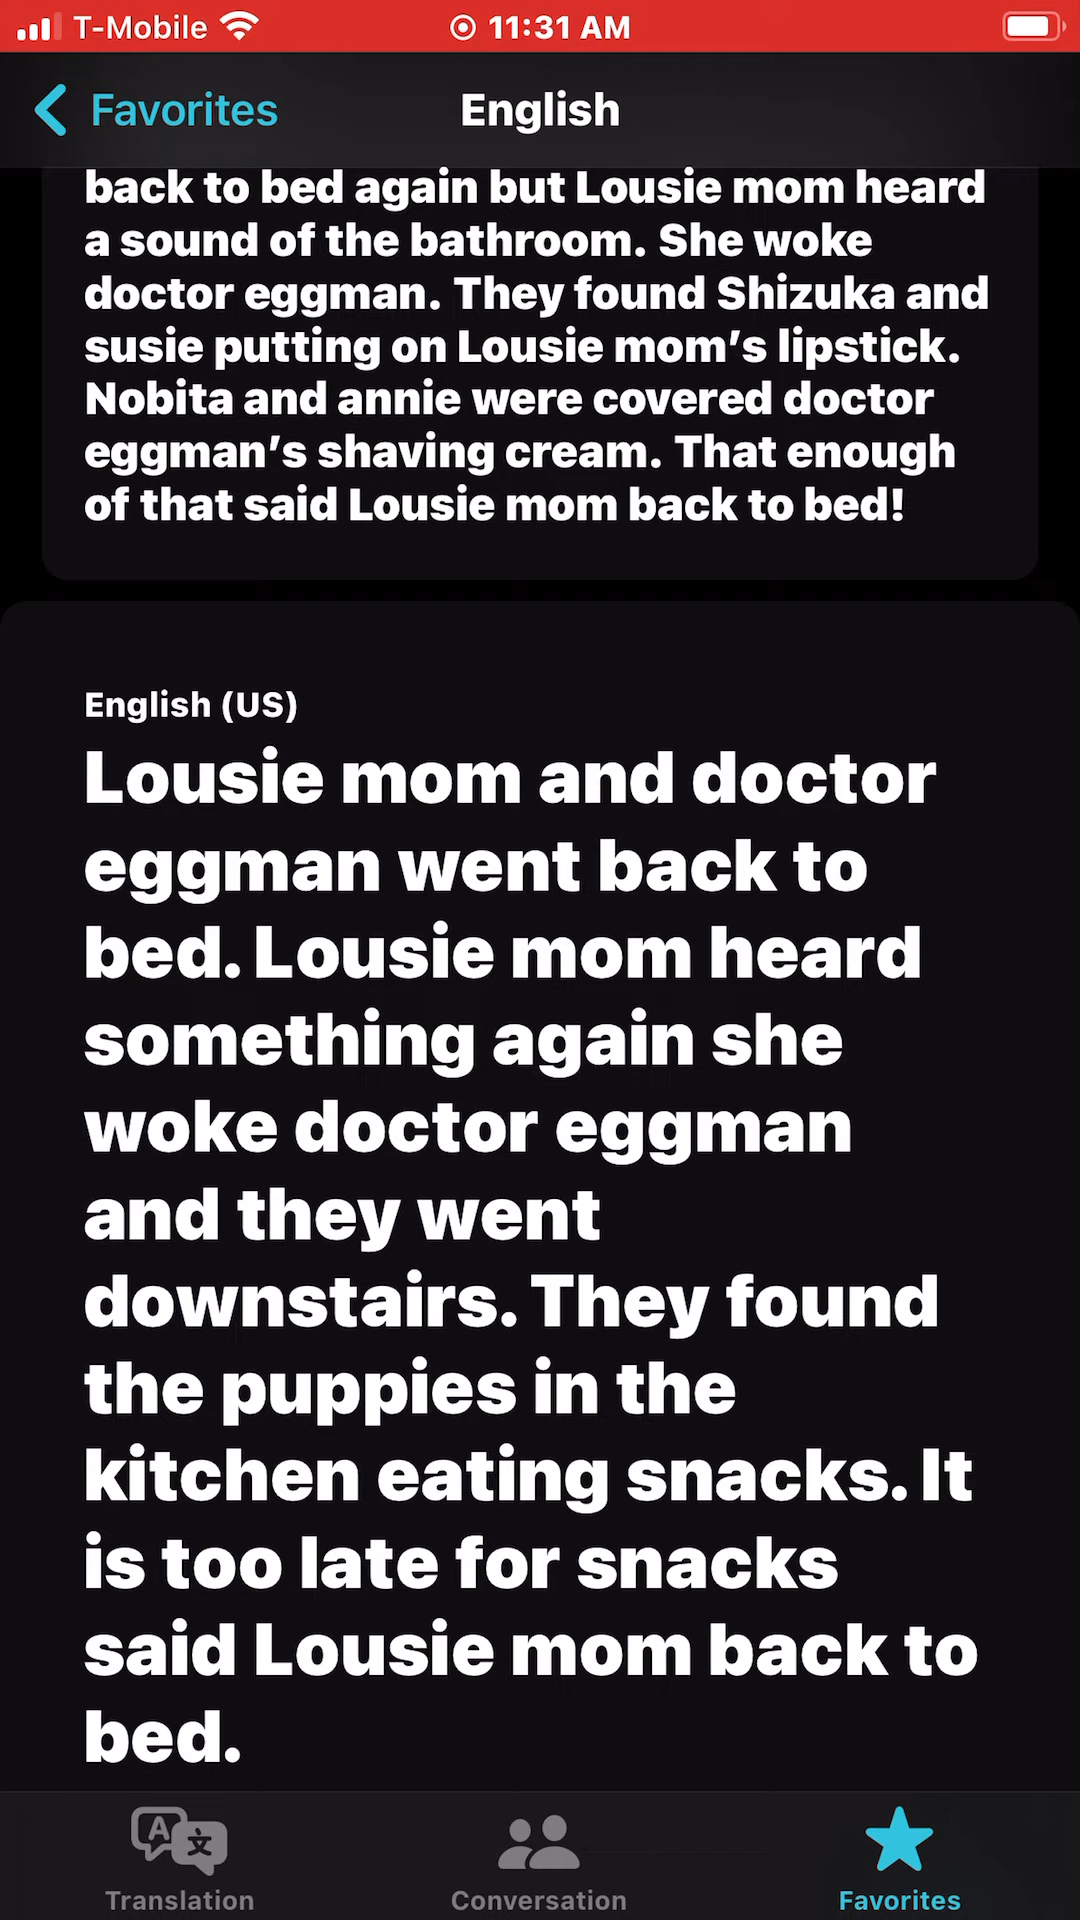 T-Mobile 11:31 AM
Favorites English
back to bed again but Lousie mom heard
a sound of the bathroom. She woke
doctor eggman. They found Shizuka and
susie putting on Lousie mom’s lipstick.
Nobita and annie were covered doctor
eggman’s shaving cream. That enough
of that said Lousie mom back to bed!
English (US)
Lousie mom and doctor
eggman went back to
bed. Lousie mom heard
something again she
woke doctor eggman
and they went
downstairs. They found
the puppies in the
kitchen eating snacks. It
is too late for snacks
said Lousie mom back to
bed.
A 文
Translation Conversation Favorites